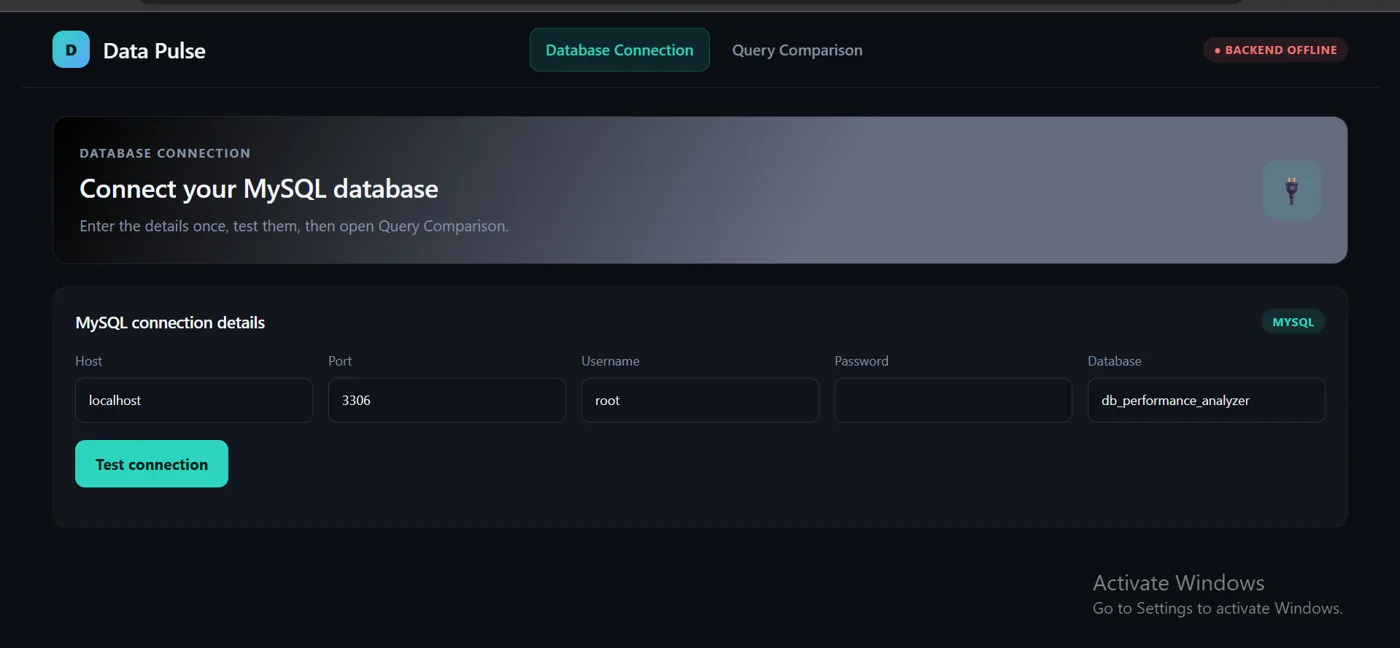 D Data Pulse Database Connection Query Comparison ● BACKEND OFFLINE
DATABASE CONNECTION
Connect your MySQL database
Enter the details once, test them, then open Query Comparison.
MySQL connection details MYSQL
Host Port Username Password Database
localhost 3306 root db_performance_analyzer
Test connection
Activate Windows
Go to Settings to activate Windows.